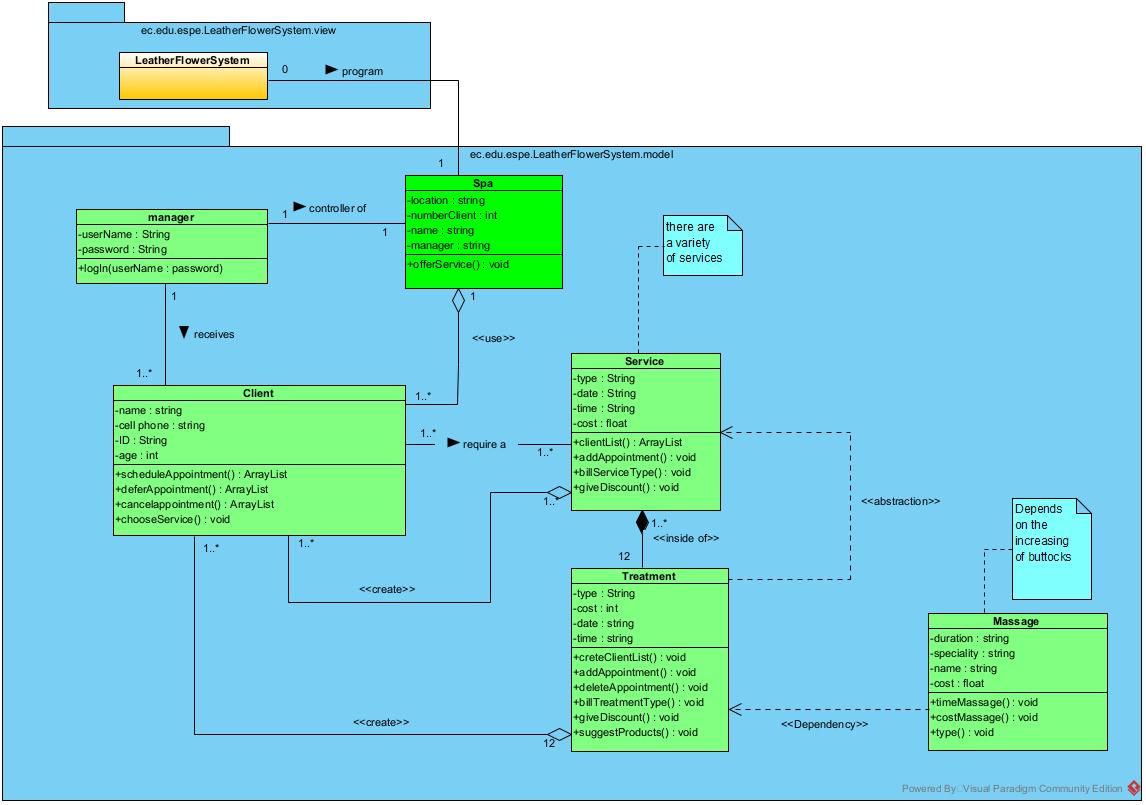 ec.edu.espe.LeatherFlowerSystem.view
LeatherFlowerSystem
0
program
1
ec.edu.espe.LeatherFlowerSystem.model
Spa
-location : string
-numberClient : int
-name : string
-manager : string
+offerService() : void
manager
-userName : String
-password : String
+logIn(userName : password)
1
controller of
1
there are
a variety
of services
1
receives
1..*
1
<<use>>
1..*
Client
-name : string
-cell phone : string
-ID : String
-age : int
+scheduleAppointment() : ArrayList
+deferAppointment() : ArrayList
+cancelappointment() : ArrayList
+chooseService() : void
1..*
require a
1..*
Service
-type : String
-date : String
-time : String
-cost : float
+clientList() : ArrayList
+addAppointment() : void
+billServiceType() : void
+giveDiscount() : void
1..*
1..*
<<inside of>>
12
<<abstraction>>
1..*
1..*
<<create>>
Treatment
-type : String
-cost : int
-date : string
-time : string
+creteClientList() : void
+addAppointment() : void
+deleteAppointment() : void
+billTreatmentType() : void
+giveDiscount() : void
+suggestProducts() : void
<<create>>
12
Depends
on the
increasing
of buttocks
Massage
-duration : string
-speciality : string
-name : string
-cost : float
+timeMassage() : void
+costMassage() : void
+type() : void
<<Dependency>>
Powered By: Visual Paradigm Community Edition